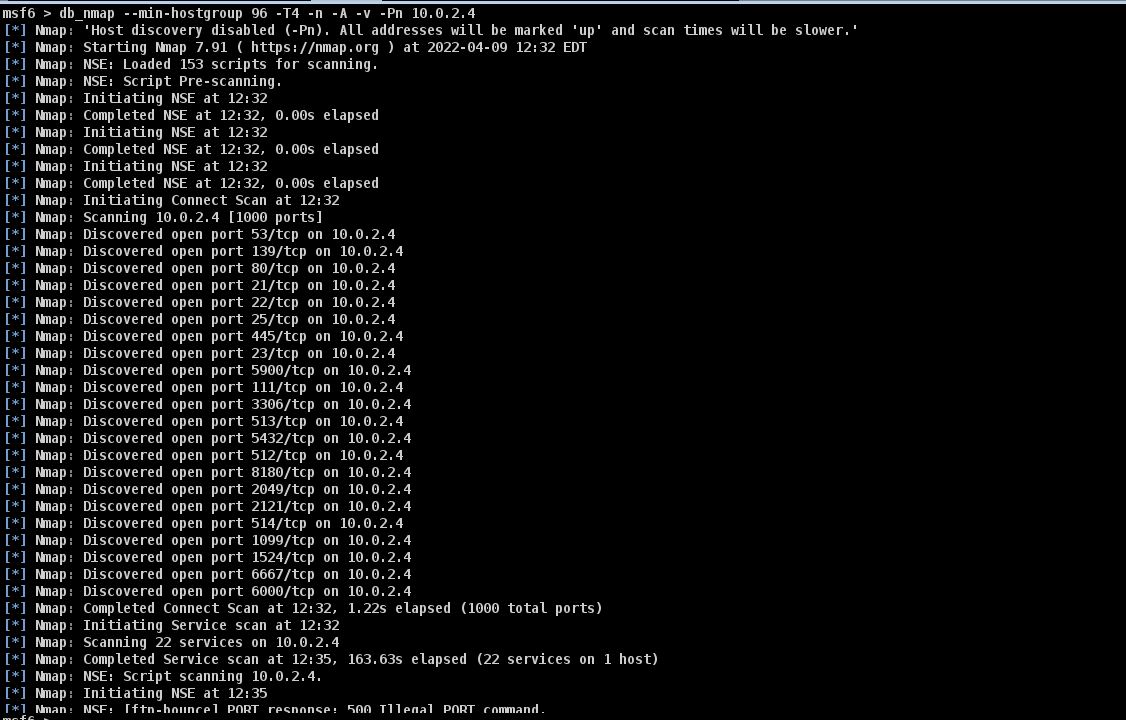 msf6 > db_nmap --min-hostgroup 96 -T4 -n -A -v -Pn 10.0.2.4
[*] Nmap: 'Host discovery disabled (-Pn). All addresses will be marked 'up' and scan times will be slower.'
[*] Nmap: Starting Nmap 7.91 ( https://nmap.org ) at 2022-04-09 12:32 EDT
[*] Nmap: NSE: Loaded 153 scripts for scanning.
[*] Nmap: NSE: Script Pre-scanning.
[*] Nmap: Initiating NSE at 12:32
[*] Nmap: Completed NSE at 12:32, 0.00s elapsed
[*] Nmap: Initiating NSE at 12:32
[*] Nmap: Completed NSE at 12:32, 0.00s elapsed
[*] Nmap: Initiating NSE at 12:32
[*] Nmap: Completed NSE at 12:32, 0.00s elapsed
[*] Nmap: Initiating Connect Scan at 12:32
[*] Nmap: Scanning 10.0.2.4 [1000 ports]
[*] Nmap: Discovered open port 53/tcp on 10.0.2.4
[*] Nmap: Discovered open port 139/tcp on 10.0.2.4
[*] Nmap: Discovered open port 80/tcp on 10.0.2.4
[*] Nmap: Discovered open port 21/tcp on 10.0.2.4
[*] Nmap: Discovered open port 22/tcp on 10.0.2.4
[*] Nmap: Discovered open port 25/tcp on 10.0.2.4
[*] Nmap: Discovered open port 445/tcp on 10.0.2.4
[*] Nmap: Discovered open port 23/tcp on 10.0.2.4
[*] Nmap: Discovered open port 5900/tcp on 10.0.2.4
[*] Nmap: Discovered open port 111/tcp on 10.0.2.4
[*] Nmap: Discovered open port 3306/tcp on 10.0.2.4
[*] Nmap: Discovered open port 513/tcp on 10.0.2.4
[*] Nmap: Discovered open port 5432/tcp on 10.0.2.4
[*] Nmap: Discovered open port 512/tcp on 10.0.2.4
[*] Nmap: Discovered open port 8180/tcp on 10.0.2.4
[*] Nmap: Discovered open port 2049/tcp on 10.0.2.4
[*] Nmap: Discovered open port 2121/tcp on 10.0.2.4
[*] Nmap: Discovered open port 514/tcp on 10.0.2.4
[*] Nmap: Discovered open port 1099/tcp on 10.0.2.4
[*] Nmap: Discovered open port 1524/tcp on 10.0.2.4
[*] Nmap: Discovered open port 6667/tcp on 10.0.2.4
[*] Nmap: Discovered open port 6000/tcp on 10.0.2.4
[*] Nmap: Completed Connect Scan at 12:32, 1.22s elapsed (1000 total ports)
[*] Nmap: Initiating Service scan at 12:32
[*] Nmap: Scanning 22 services on 10.0.2.4
[*] Nmap: Completed Service scan at 12:35, 163.63s elapsed (22 services on 1 host)
[*] Nmap: NSE: Script scanning 10.0.2.4.
[*] Nmap: Initiating NSE at 12:35
[*] Nmap: NSE: [ftp-bounce] PORT response: 500 Illegal PORT command.
msf6 >